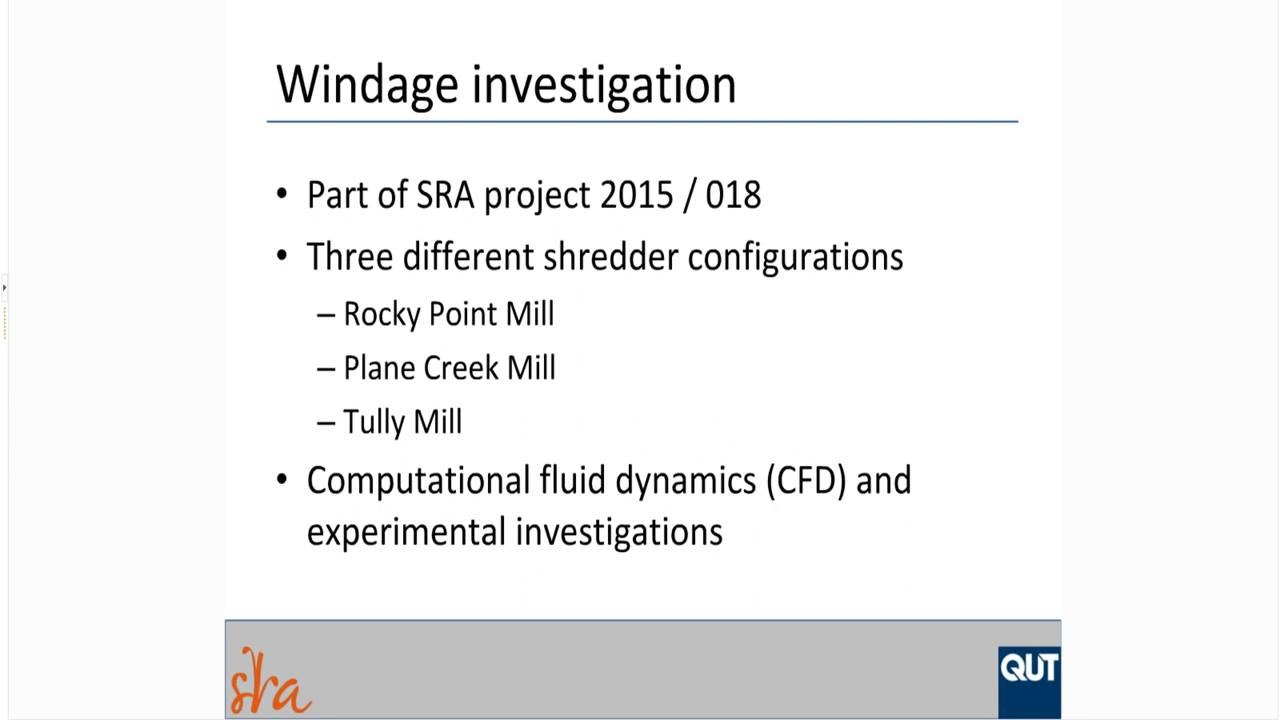 Windage investigation
• Part of SRA project 2015 / 018
• Three different shredder configurations
– Rocky Point Mill
– Plane Creek Mill
– Tully Mill
• Computational fluid dynamics (CFD) and
experimental investigations
sra
QUT